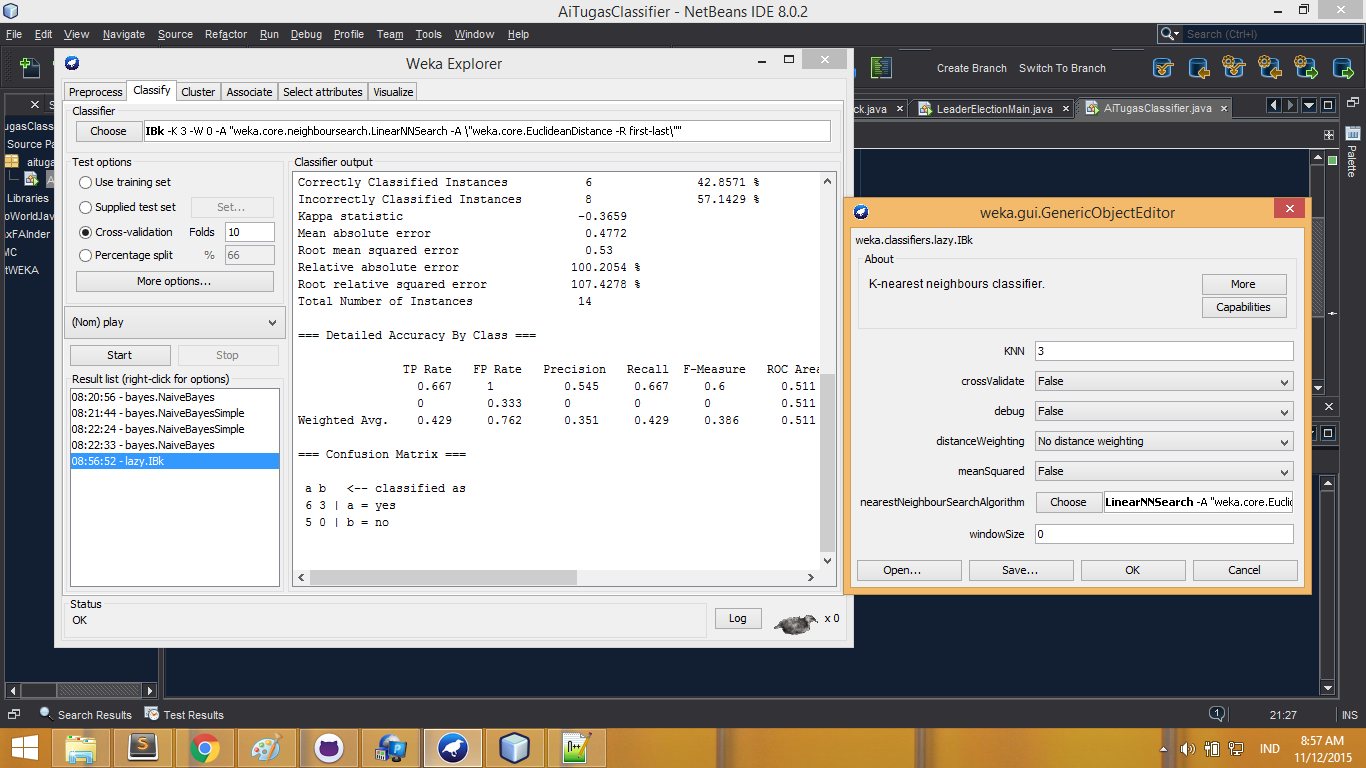 AiTugasClassifier - NetBeans IDE 8.0.2
File Edit View Navigate Source Refactor Run Debug Profile Team Tools Window Help
Search (Ctrl+I)
Create Branch Switch To Branch
LeaderElectionMain.java
AiTugasClassifier.java
Palette
Source Pa
aituga
Libraries
tWEKA
Weka Explorer
Preprocess Classify Cluster Associate Select attributes Visualize
Classifier
Choose IBk -K 3 -W 0 -A "weka.core.neighboursearch.LinearNNSearch -A \"weka.core.EuclideanDistance -R first-last\""
Test options
Use training set
Supplied test set Set...
Cross-validation Folds 10
Percentage split % 66
More options...
(Nom) play
Start Stop
Result list (right-click for options)
08:20:56 - bayes.NaiveBayes
08:21:44 - bayes.NaiveBayesSimple
08:22:24 - bayes.NaiveBayesSimple
08:22:33 - bayes.NaiveBayes
08:56:52 - lazy.IBk
Classifier output
Correctly Classified Instances 6 42.8571 %
Incorrectly Classified Instances 8 57.1429 %
Kappa statistic -0.3659
Mean absolute error 0.4772
Root mean squared error 0.53
Relative absolute error 100.2054 %
Root relative squared error 107.4278 %
Total Number of Instances 14
=== Detailed Accuracy By Class ===
TP Rate FP Rate Precision Recall F-Measure ROC Area
0.667 1 0.545 0.667 0.6 0.511
0 0.333 0 0 0 0.511
Weighted Avg. 0.429 0.762 0.351 0.429 0.386 0.511
=== Confusion Matrix ===
a b <-- classified as
6 3 | a = yes
5 0 | b = no
Status
OK
Log x 0
weka.gui.GenericObjectEditor
weka.classifiers.lazy.IBk
About
K-nearest neighbours classifier.
More
Capabilities
KNN 3
crossValidate False
debug False
distanceWeighting No distance weighting
meanSquared False
nearestNeighbourSearchAlgorithm Choose LinearNNSearch -A "weka.core.Euclid
windowSize 0
Open... Save... OK Cancel
Search Results Test Results
1 21:27 INS
IND
8:57 AM
11/12/2015